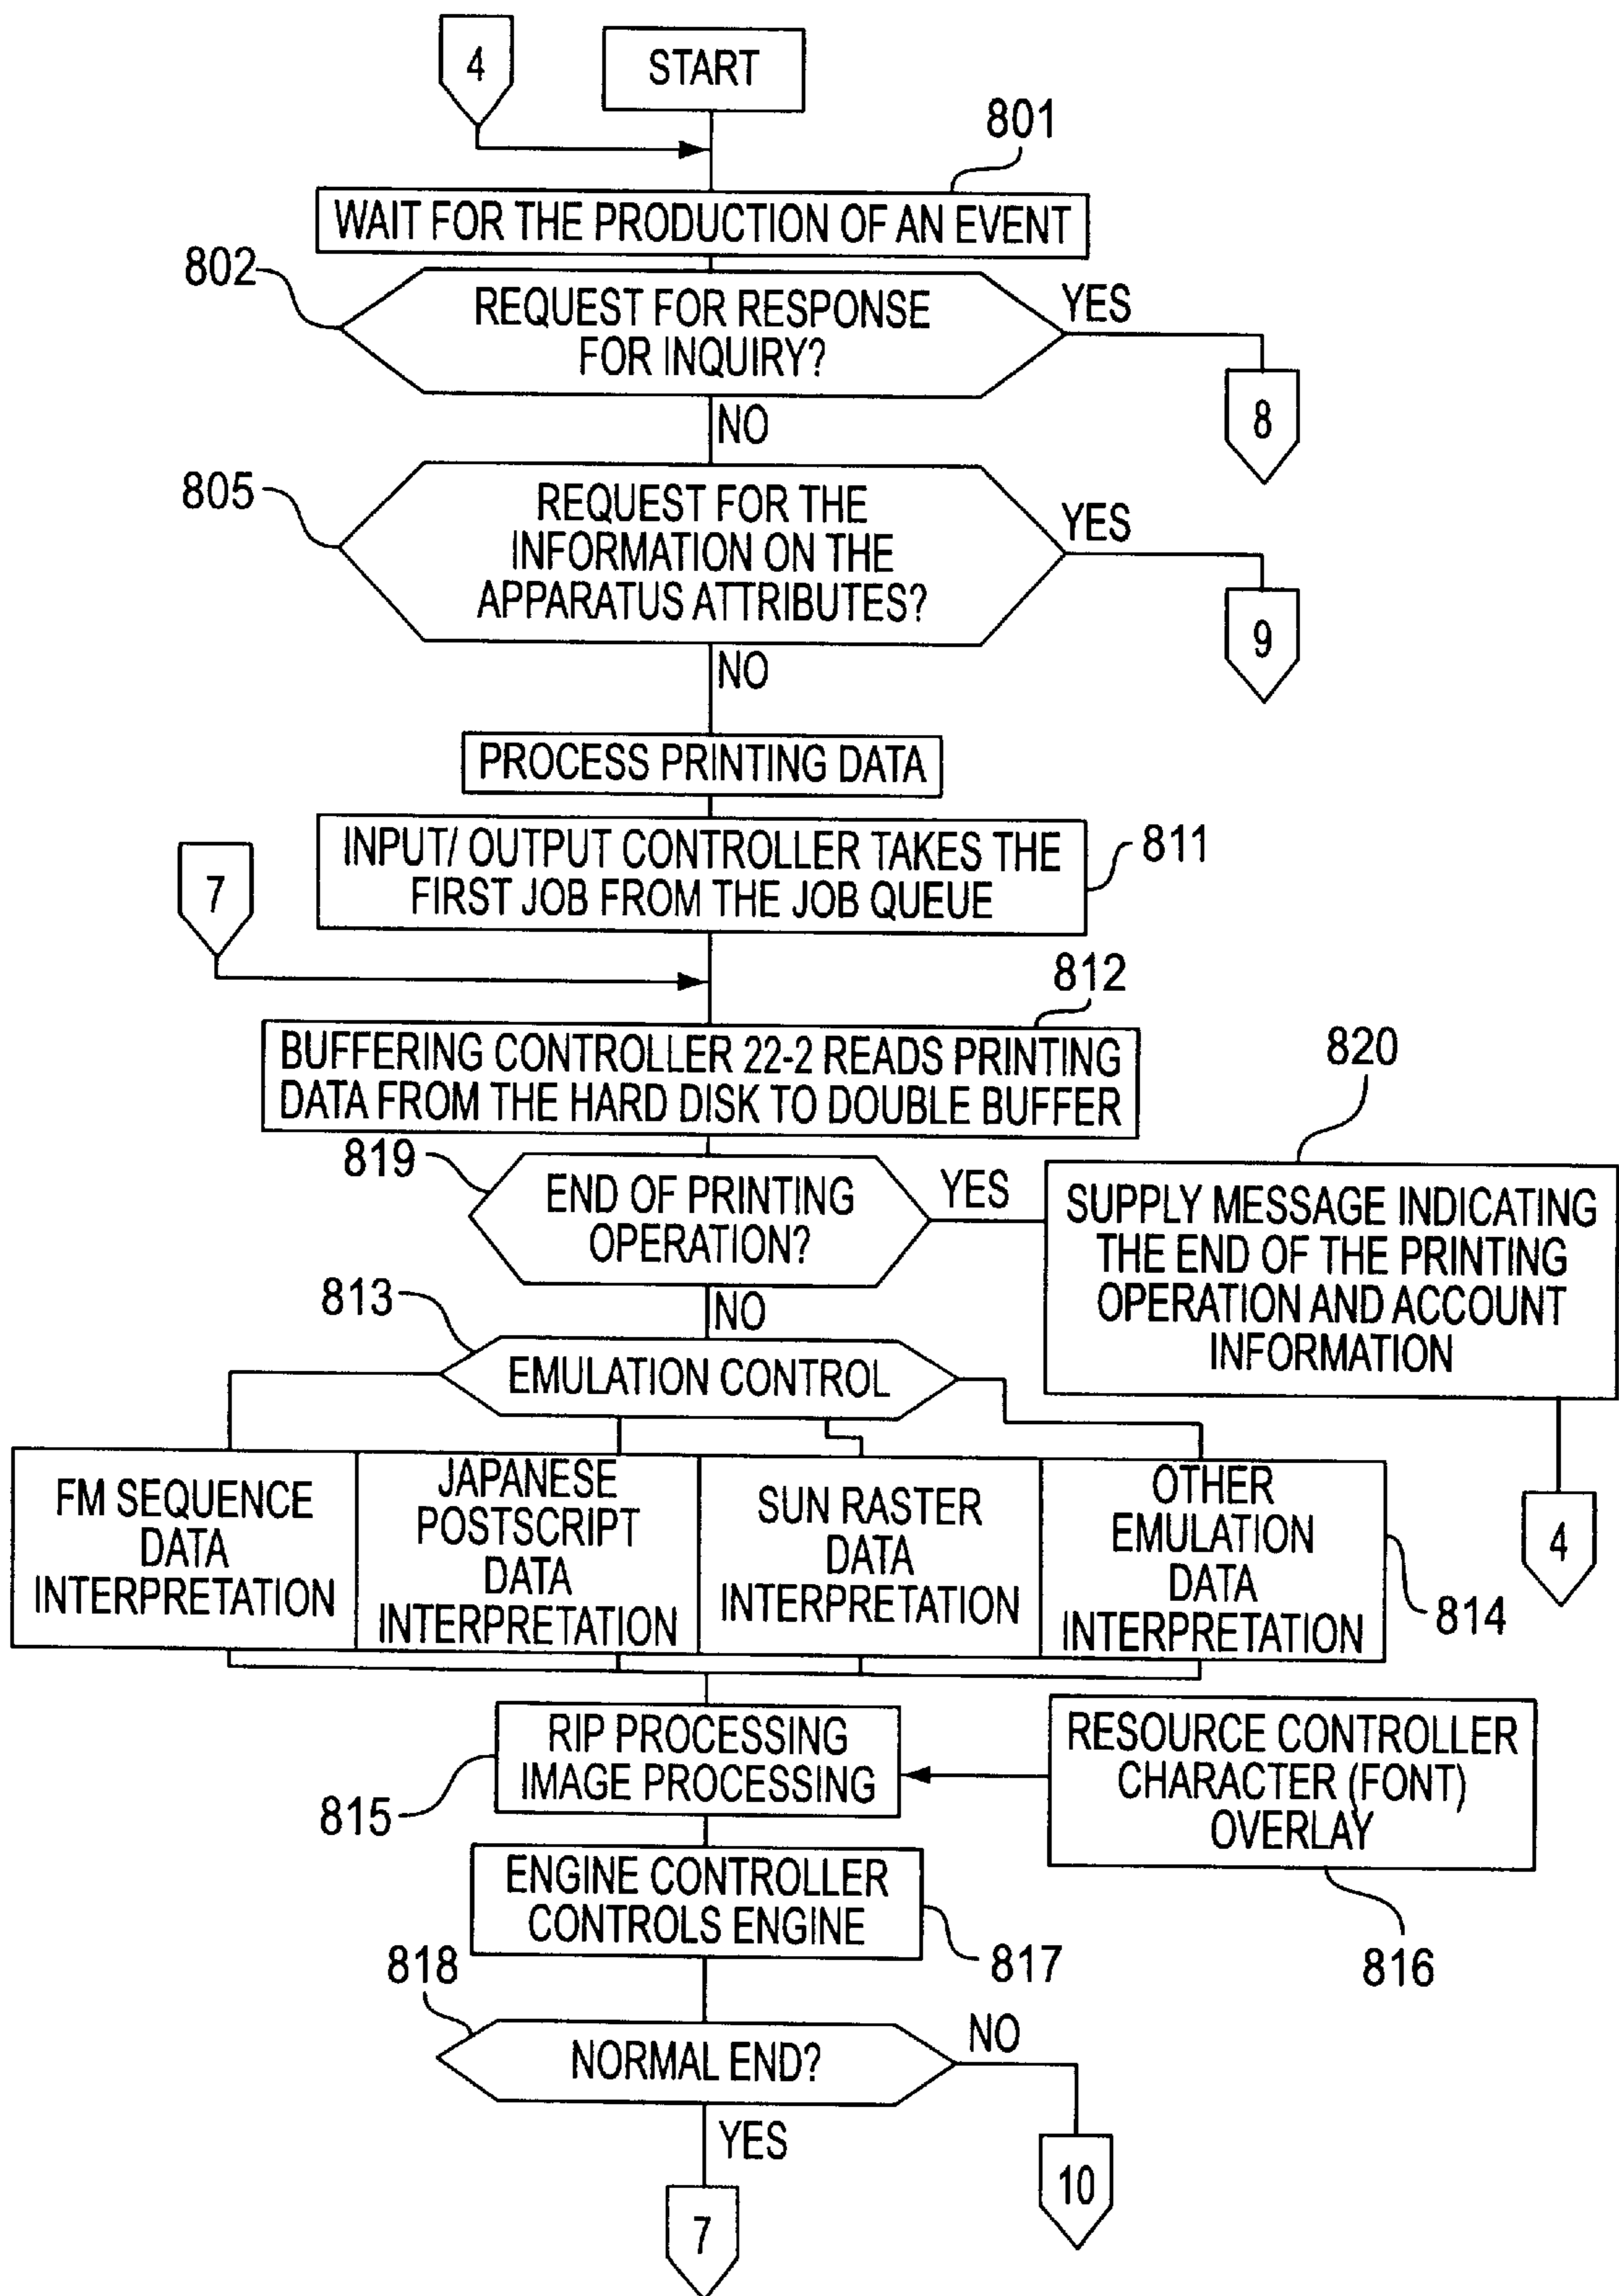 4
START
801
WAIT FOR THE PRODUCTION OF AN EVENT
802
REQUEST FOR RESPONSE
FOR INQUIRY?
YES
8
NO
805
REQUEST FOR THE
INFORMATION ON THE
APPARATUS ATTRIBUTES?
YES
9
NO
PROCESS PRINTING DATA
INPUT/ OUTPUT CONTROLLER TAKES THE
FIRST JOB FROM THE JOB QUEUE
811
7
812
BUFFERING CONTROLLER 22-2 READS PRINTING
DATA FROM THE HARD DISK TO DOUBLE BUFFER
820
819
END OF PRINTING
OPERATION?
YES
SUPPLY MESSAGE INDICATING
THE END OF THE PRINTING
OPERATION AND ACCOUNT
INFORMATION
NO
813
EMULATION CONTROL
FM SEQUENCE
DATA
INTERPRETATION
JAPANESE
POSTSCRIPT
DATA
INTERPRETATION
SUN RASTER
DATA
INTERPRETATION
OTHER
EMULATION
DATA
INTERPRETATION
814
4
RIP PROCESSING
IMAGE PROCESSING
815
RESOURCE CONTROLLER
CHARACTER (FONT)
OVERLAY
816
ENGINE CONTROLLER
CONTROLS ENGINE
817
818
NORMAL END?
NO
10
YES
7